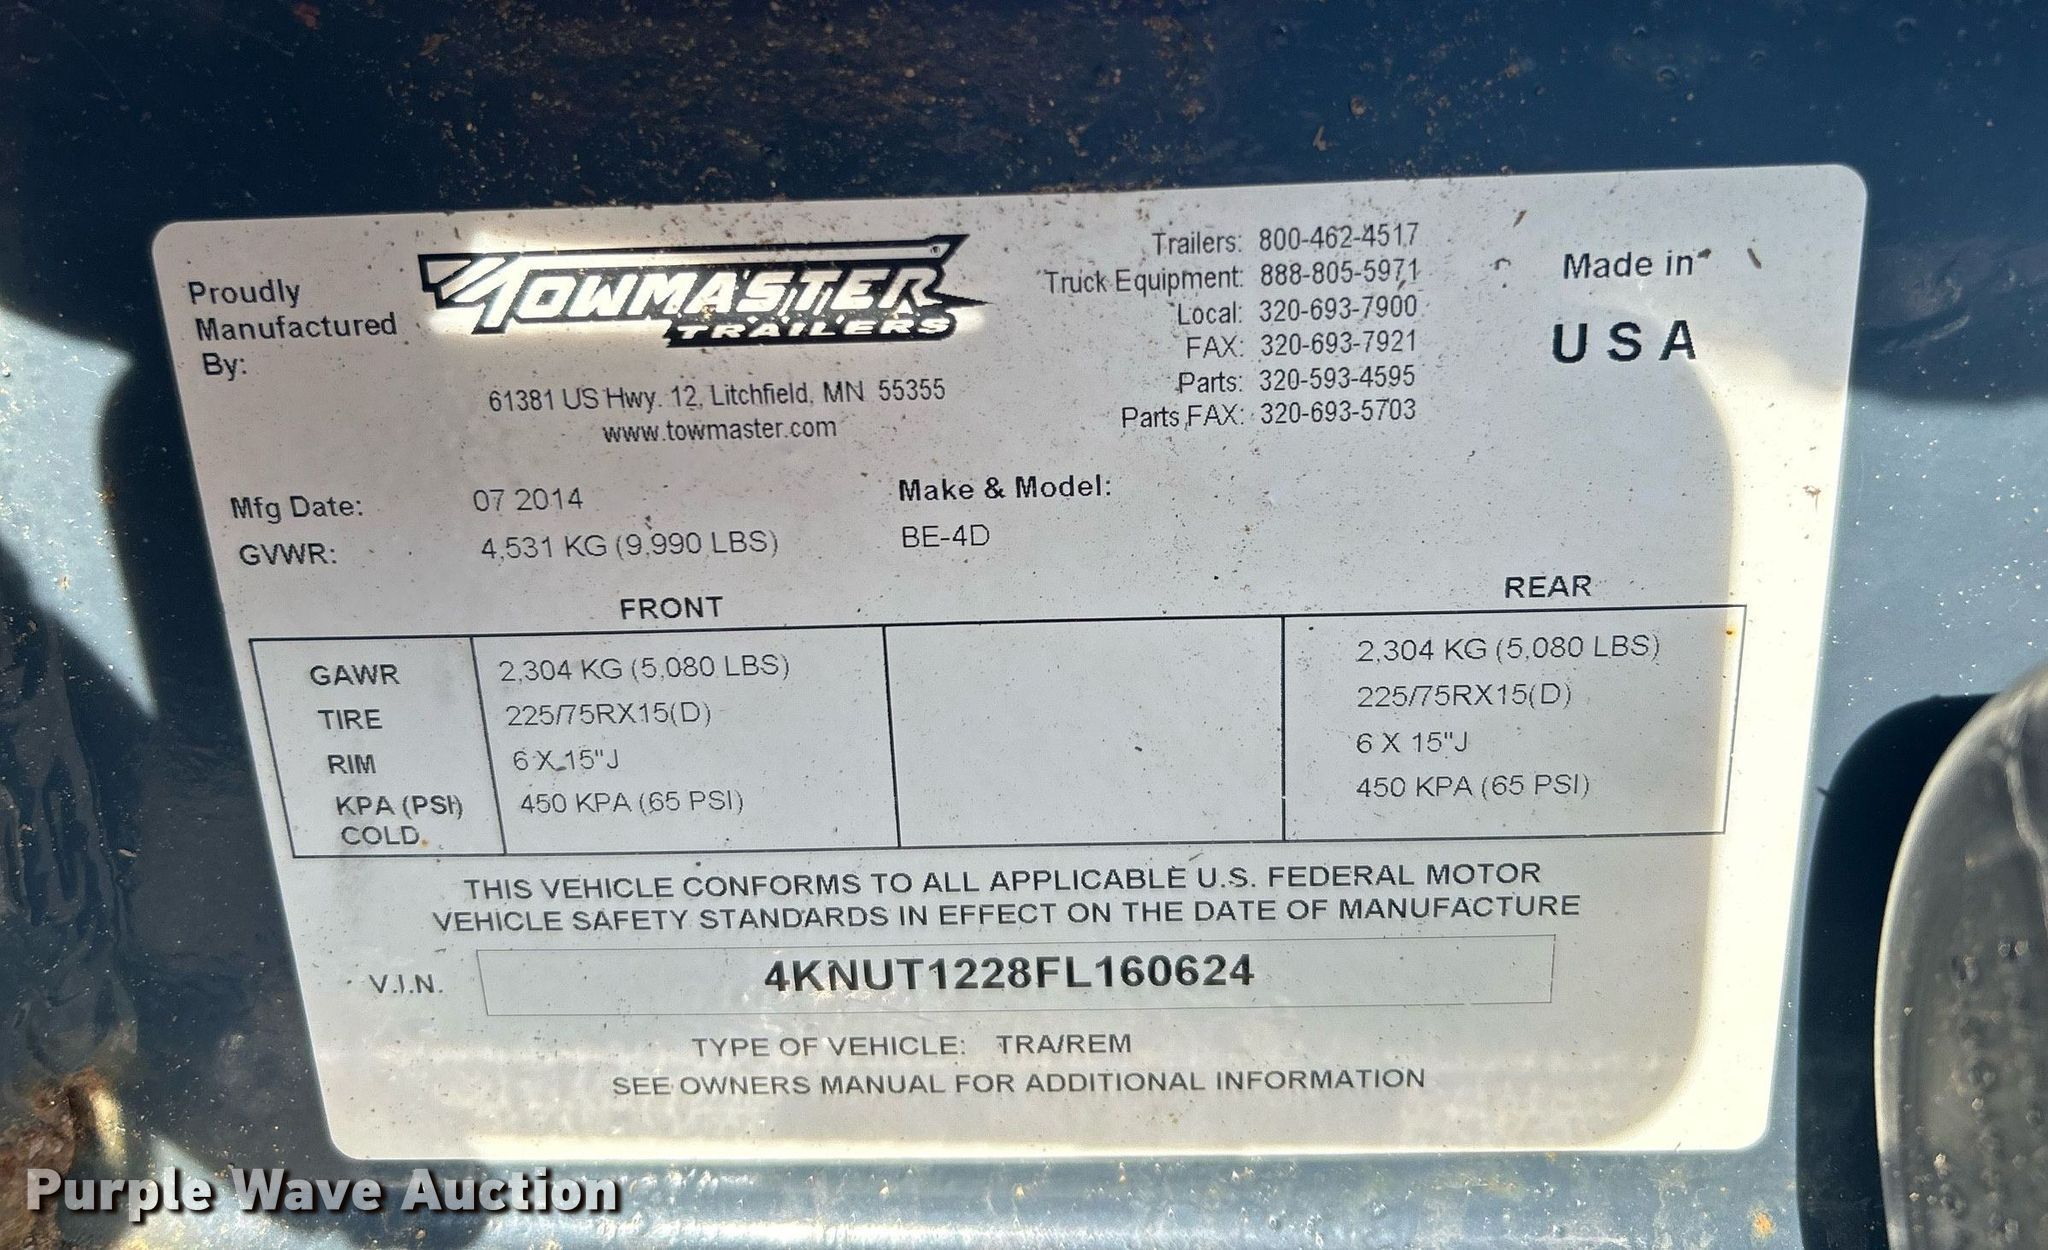 Proudly
Manufactured
By:
TOWMASTER
TRAILERS
61381 US Hwy. 12, Litchfield, MN 55355
www.towmaster.com
Trailers: 800-462-4517
Truck Equipment: 888-805-5971
Local: 320-693-7900
FAX: 320-693-7921
Parts: 320-593-4595
Parts FAX: 320-693-5703
Made in
USA
Mfg Date: 07 2014
GVWR: 4,531 KG (9,990 LBS)
Make & Model:
BE-4D
FRONT REAR
GAWR 2,304 KG (5,080 LBS) 2,304 KG (5,080 LBS)
TIRE 225/75RX15(D) 225/75RX15(D)
RIM 6 X 15"J 6 X 15"J
KPA (PSI) 450 KPA (65 PSI) 450 KPA (65 PSI)
COLD
THIS VEHICLE CONFORMS TO ALL APPLICABLE U.S. FEDERAL MOTOR
VEHICLE SAFETY STANDARDS IN EFFECT ON THE DATE OF MANUFACTURE
V.I.N. 4KNUT1228FL160624
TYPE OF VEHICLE: TRA/REM
SEE OWNERS MANUAL FOR ADDITIONAL INFORMATION
Purple Wave Auction